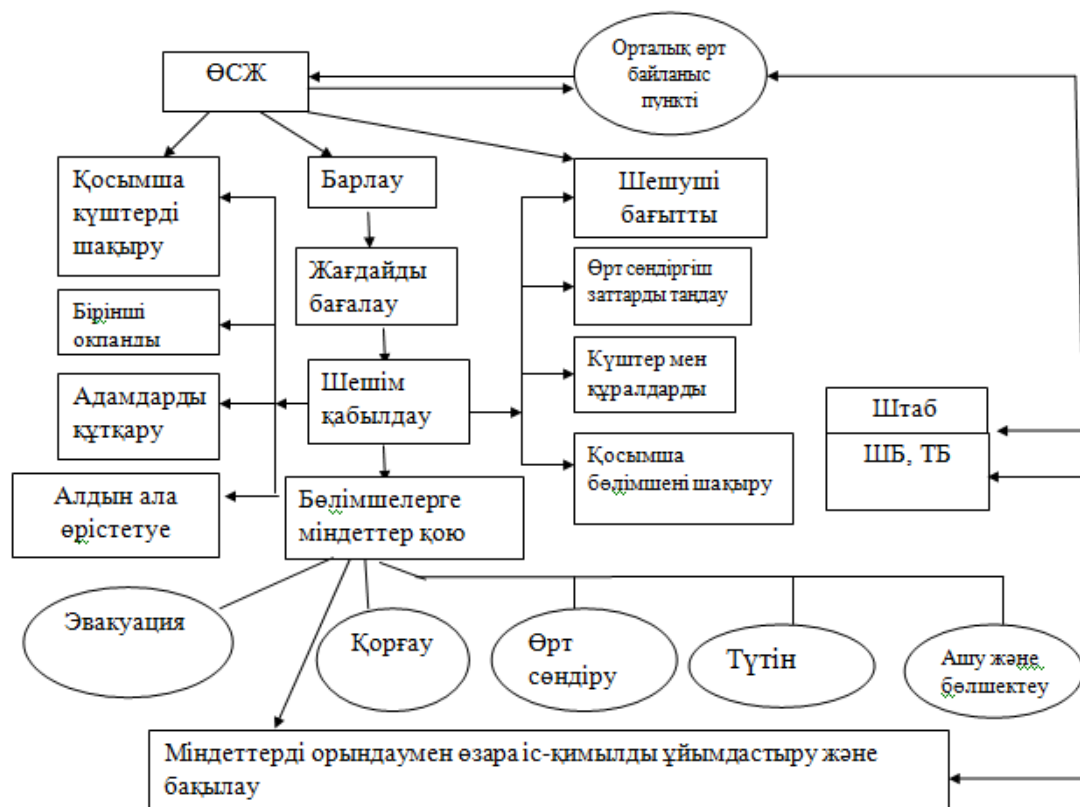 ӨСЖ
Орталық өрт
байланыс
пункті
Қосымша
күштерді
шақыру
Барлау
Шешуші
бағытты
Жағдайды
бағалау
Өрт сөндіргіш
заттарды таңдау
Бірінші
оқпанды
Шешім
қабылдау
Күштер мен
құралдарды
Адамдарды
құтқару
Штаб
ШБ, ТБ
Қосымша
бөлімшені шақыру
Алдын ала
өрістетуе
Бөлімшелерге
міндеттер қою
Эвакуация
Қорғау
Өрт
сөндіру
Түтін
Ашу және
бөлшектеу
Міндеттерді орындаумен өзара іс-қимылды ұйымдастыру және
бақылау